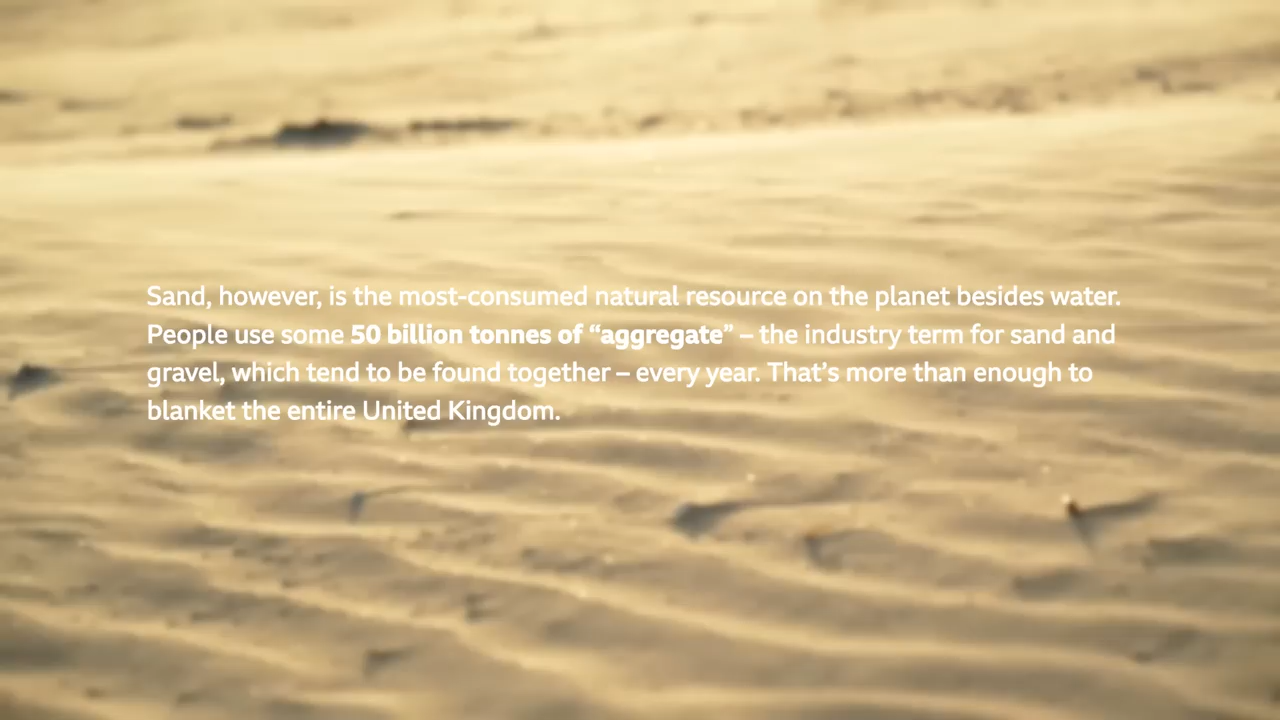 Sand, however, is the most-consumed natural resource on the planet besides water.
People use some 50 billion tonnes of “aggregate” – the industry term for sand and
gravel, which tend to be found together – every year. That’s more than enough to
blanket the entire United Kingdom.